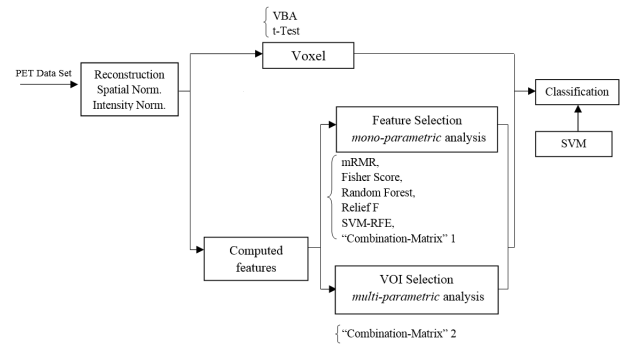 VBA
t-Test
Voxel
PET Data Set
Reconstruction
Spatial Norm.
Intensity Norm.
Classification
SVM
Feature Selection
mono-parametric analysis
mRMR,
Fisher Score,
Random Forest,
Relief F
SVM-RFE,
“Combination-Matrix” 1
Computed
features
VOI Selection
multi-parametric analysis
“Combination-Matrix” 2